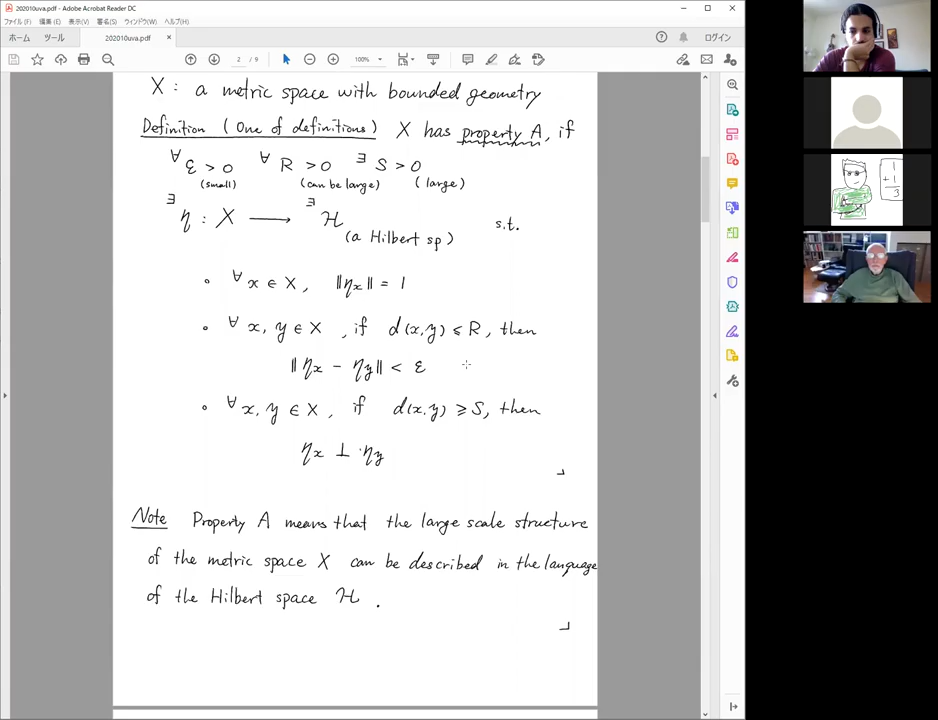 202010uva.pdf - Adobe Acrobat Reader DC
ファイル(F) 編集(E) 表示(V) 署名(S) ウィンドウ(W) ヘルプ(H)
ホーム ツール 202010uva.pdf × ログイン
2 / 9 100%
X : a metric space with bounded geometry
Definition (One of definitions) X has property A, if
∀ε > 0 ∀R > 0 ∃S > 0
(small) (can be large) (large)
∃η : X ⟶ ∃ℋ s.t.
(a Hilbert sp)
• ∀x ∈ X, ‖ηx‖ = 1
• ∀x, y ∈ X, if d(x,y) ≤ R, then
‖ηx - ηy‖ < ε
• ∀x, y ∈ X, if d(x,y) ≥ S, then
ηx ⊥ ηy
⌟
Note Property A means that the large scale structure
of the metric space X can be described in the language
of the Hilbert space ℋ .
⌟
1
+ 1
3